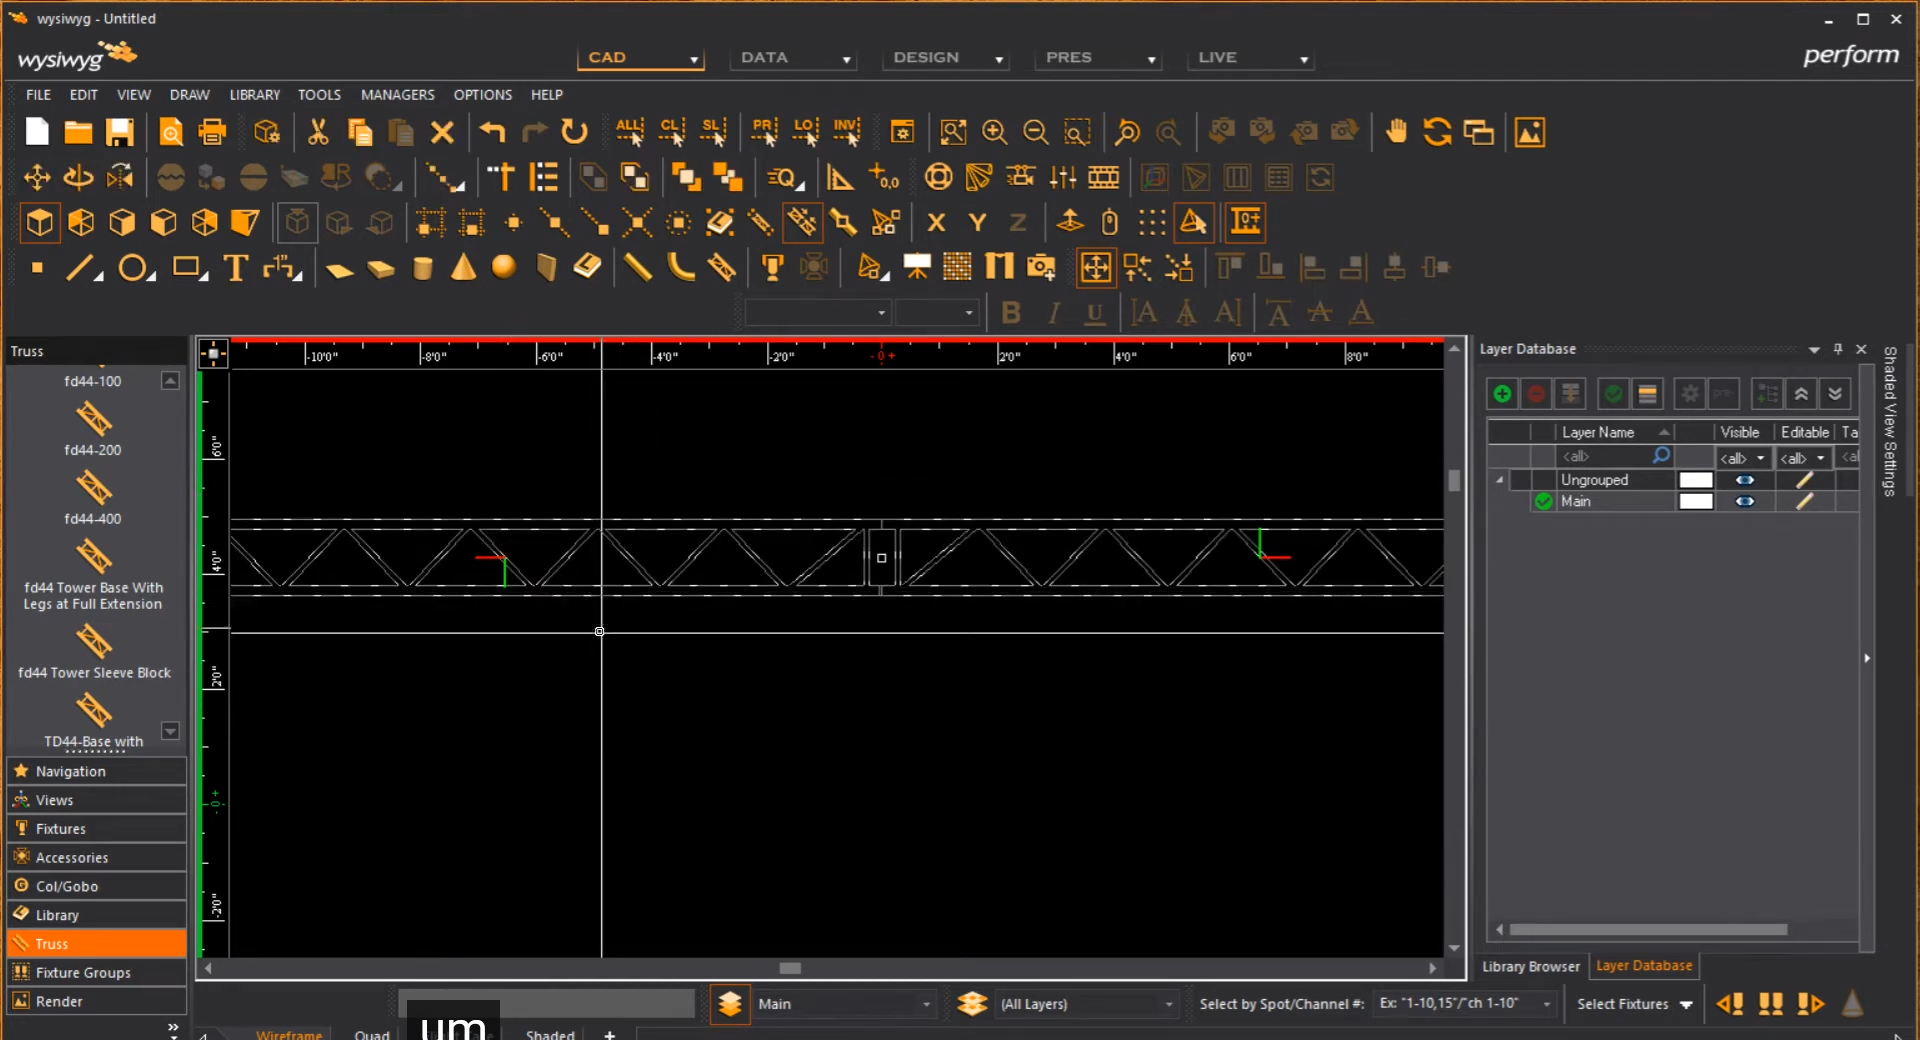 wysiwyg - Untitled
wysiwyg
CAD
DATA
DESIGN
PRES
LIVE
perform
FILE
EDIT
VIEW
DRAW
LIBRARY
TOOLS
MANAGERS
OPTIONS
HELP
ALL
CL
SL
PR
LO
INV
Q
0,0
X
Y
Z
T
B
I
U
Truss
fd44-100
fd44-200
fd44-400
fd44 Tower Base With
Legs at Full Extension
fd44 Tower Sleeve Block
TD44-Base with
Navigation
Views
Fixtures
Accessories
Col/Gobo
Library
Truss
Fixture Groups
Render
-10'0"
-8'0"
-6'0"
-4'0"
-2'0"
- 0 +
2'0"
4'0"
6'0"
8'0"
6'0"
4'0"
2'0"
- 0 +
-2'0"
Layer Database
Layer Name
Visible
Editable
Ta
<all>
<all>
<all>
<all
Ungrouped
Main
Library Browser
Layer Database
Shaded View Settings
Main
(All Layers)
Select by Spot/Channel #:
Ex: "1-10,15"/"ch 1-10"
Select Fixtures
um
Wireframe
Quad
Shaded
+